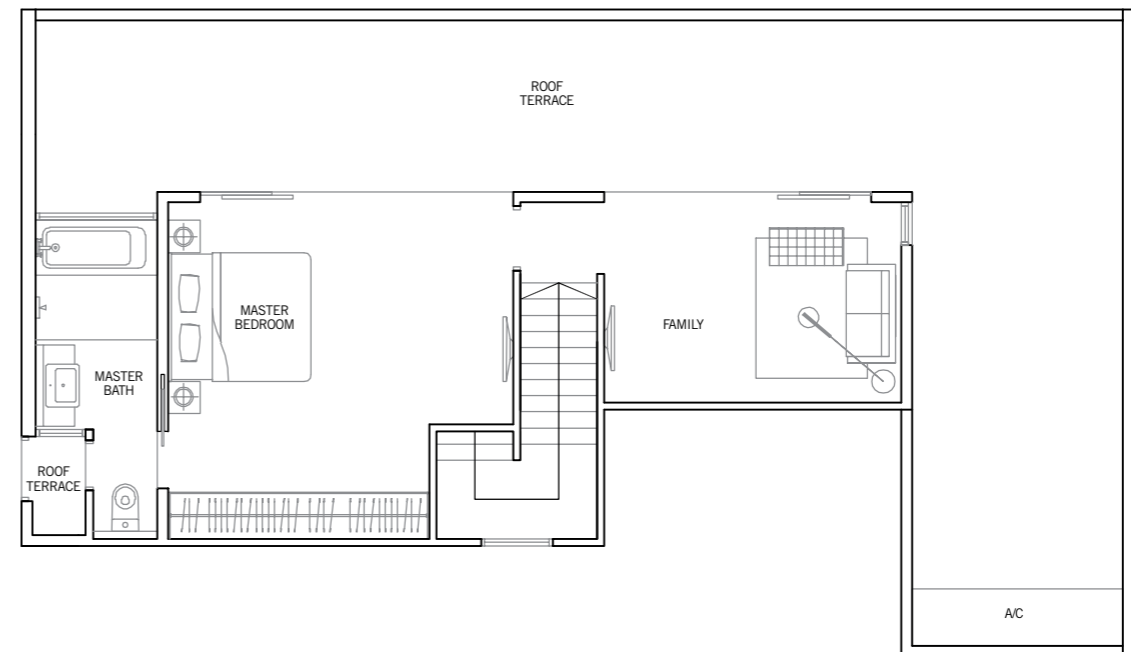 ROOF
TERRACE
MASTER
BEDROOM
FAMILY
MASTER
BATH
ROOF
TERRACE
A/C